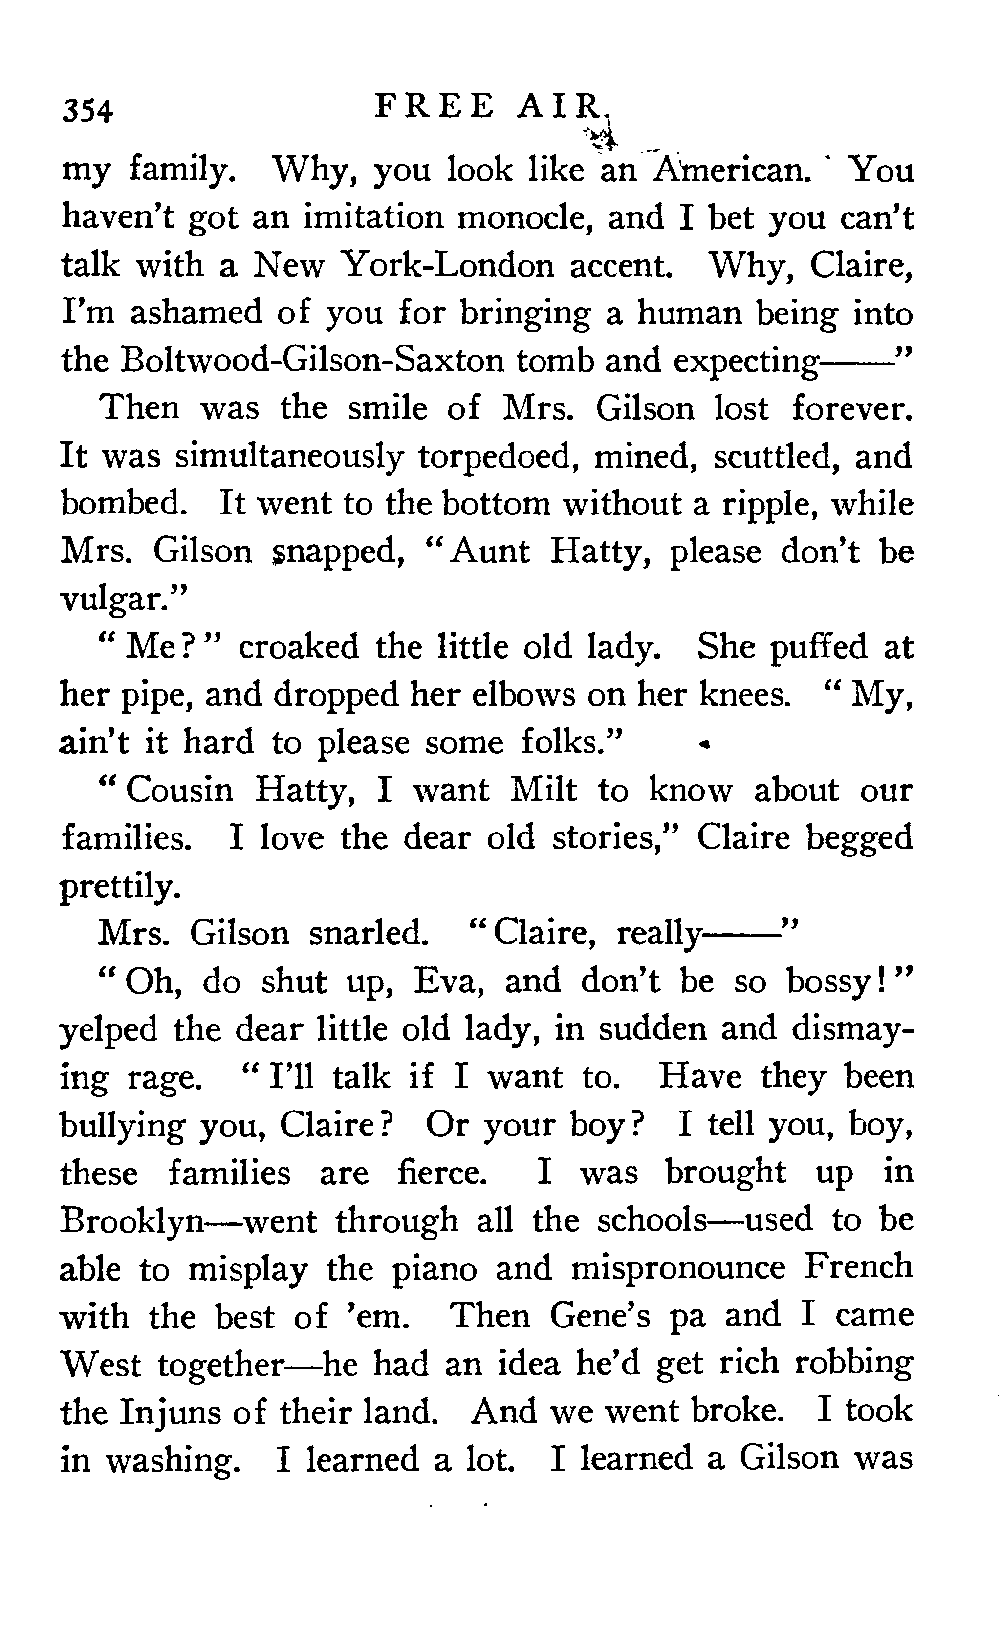 354 FREE AIR.
my family. Why, you look like an American. You
haven't got an imitation monocle, and I bet you can't
talk with a New York-London accent. Why, Claire,
I'm ashamed of you for bringing a human being into
the Boltwood-Gilson-Saxton tomb and expecting——"
Then was the smile of Mrs. Gilson lost forever.
It was simultaneously torpedoed, mined, scuttled, and
bombed. It went to the bottom without a ripple, while
Mrs. Gilson snapped, "Aunt Hatty, please don't be
vulgar."
"Me?" croaked the little old lady. She puffed at
her pipe, and dropped her elbows on her knees. "My,
ain't it hard to please some folks."
"Cousin Hatty, I want Milt to know about our
families. I love the dear old stories," Claire begged
prettily.
Mrs. Gilson snarled. "Claire, really——"
"Oh, do shut up, Eva, and don't be so bossy!"
yelped the dear little old lady, in sudden and dismay-
ing rage. "I'll talk if I want to. Have they been
bullying you, Claire? Or your boy? I tell you, boy,
these families are fierce. I was brought up in
Brooklyn—went through all the schools—used to be
able to misplay the piano and mispronounce French
with the best of 'em. Then Gene's pa and I came
West together—he had an idea he'd get rich robbing
the Injuns of their land. And we went broke. I took
in washing. I learned a lot. I learned a Gilson was